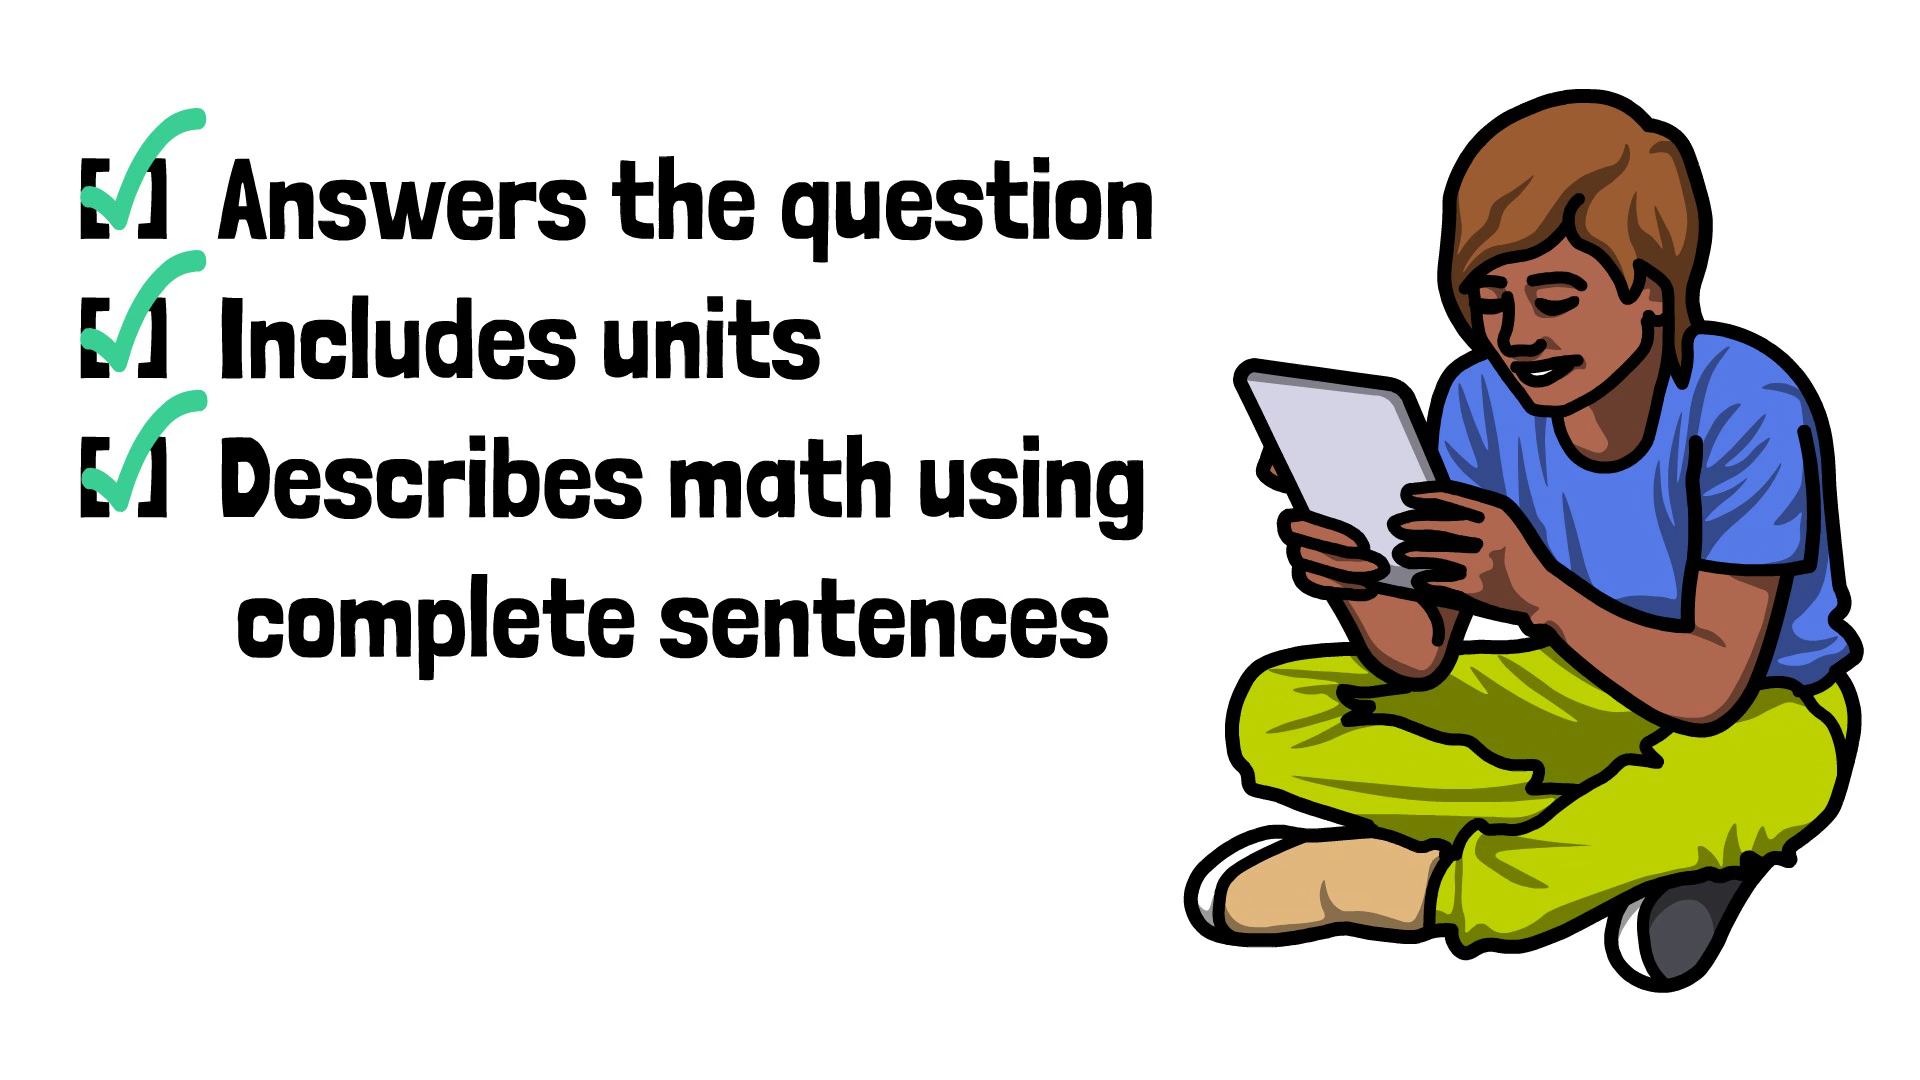 [✓] Answers the question
[✓] Includes units
[✓] Describes math using
complete sentences